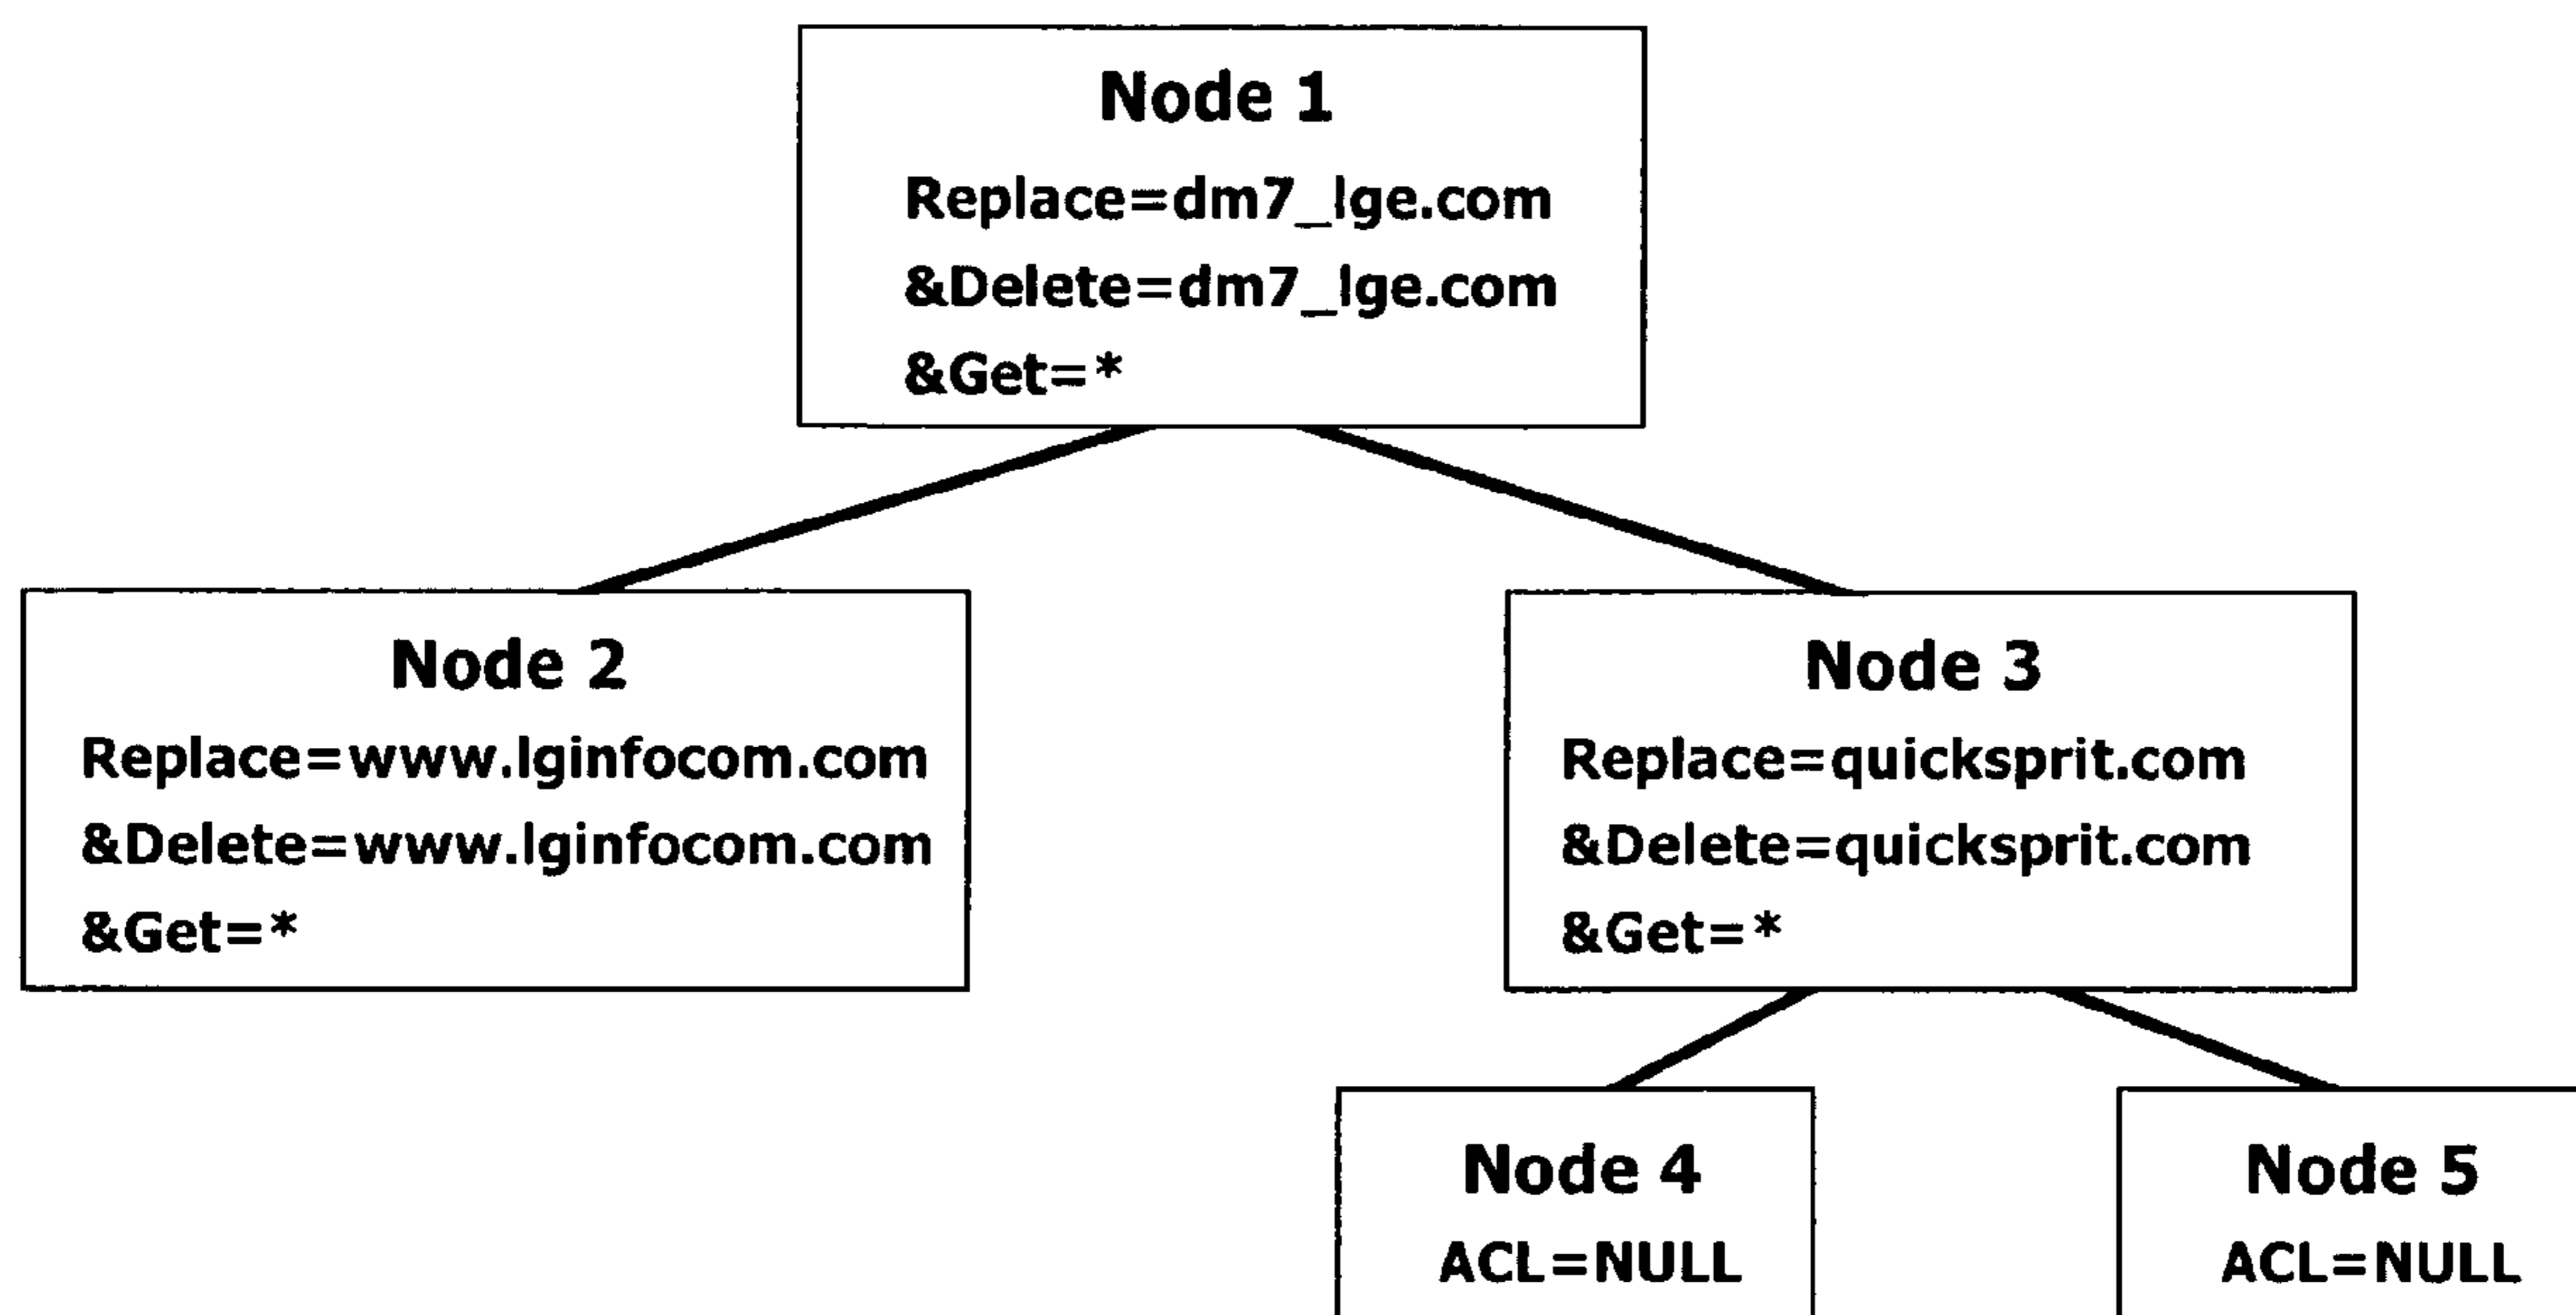 Node 1
Replace=dm7_lge.com
&Delete=dm7_lge.com
&Get=*
Node 2
Replace=www.lginfocom.com
&Delete=www.lginfocom.com
&Get=*
Node 3
Replace=quicksprit.com
&Delete=quicksprit.com
&Get=*
Node 4
ACL=NULL
Node 5
ACL=NULL